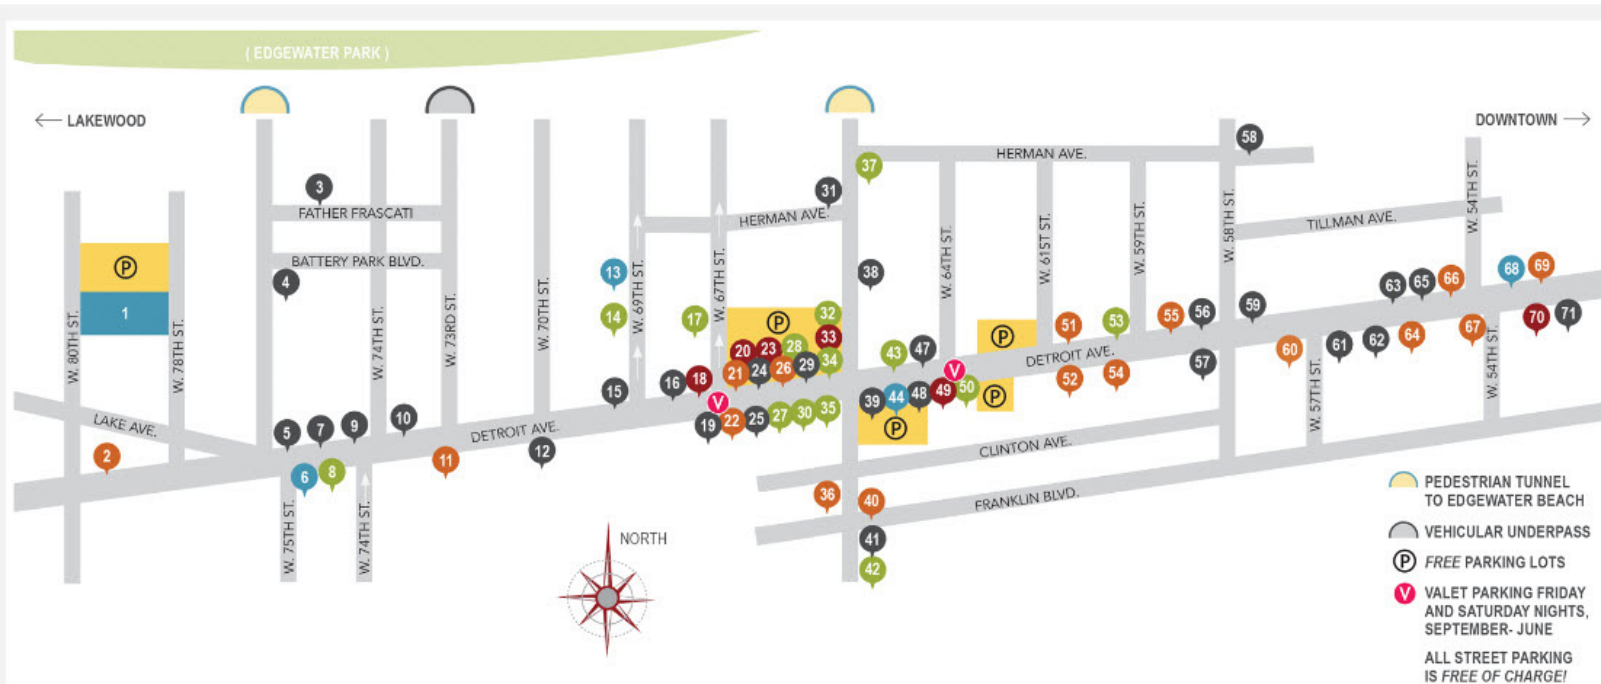 ( EDGEWATER PARK )
LAKEWOOD
DOWNTOWN
58
HERMAN AVE.
37
3
31
FATHER FRASCATI
HERMAN AVE.
TILLMAN AVE.
W. 54TH ST.
W. 58TH ST.
W. 59TH ST.
W. 61ST ST.
W. 64TH ST.
BATTERY PARK BLVD.
P
13
38
68
69
4
63
65
66
1
W. 80TH ST.
W. 78TH ST.
W. 74TH ST.
W. 73RD ST.
W. 70TH ST.
W. 69TH ST.
W. 67TH ST.
14
17
P
32
33
20
23
28
34
21
24
26
29
43
47
P
51
53
55
56
59
70
71
67
64
62
61
60
57
DETROIT AVE.
V
52
54
15
16
18
V
39
44
48
49
50
P
P
19
22
25
27
30
35
LAKE AVE.
5
7
9
10
DETROIT AVE.
11
12
2
6
8
W. 75TH ST.
W. 74TH ST.
W. 57TH ST.
W. 54TH ST.
CLINTON AVE.
FRANKLIN BLVD.
36
40
41
42
NORTH
PEDESTRIAN TUNNEL
TO EDGEWATER BEACH
VEHICULAR UNDERPASS
P FREE PARKING LOTS
V VALET PARKING FRIDAY
AND SATURDAY NIGHTS,
SEPTEMBER- JUNE
ALL STREET PARKING
IS FREE OF CHARGE!